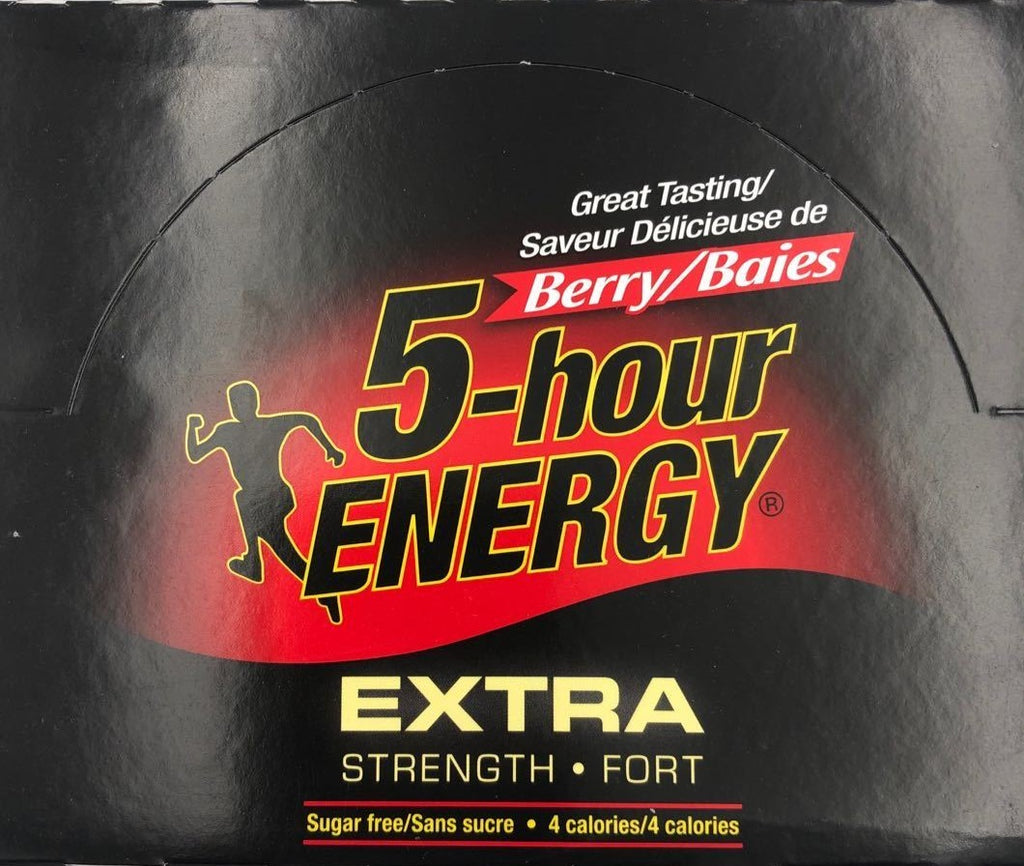 Great Tasting/
Saveur Délicieuse de
Berry/Baies
5-hour
ENERGY®
EXTRA
STRENGTH • FORT
Sugar free/Sans sucre • 4 calories/4 calories